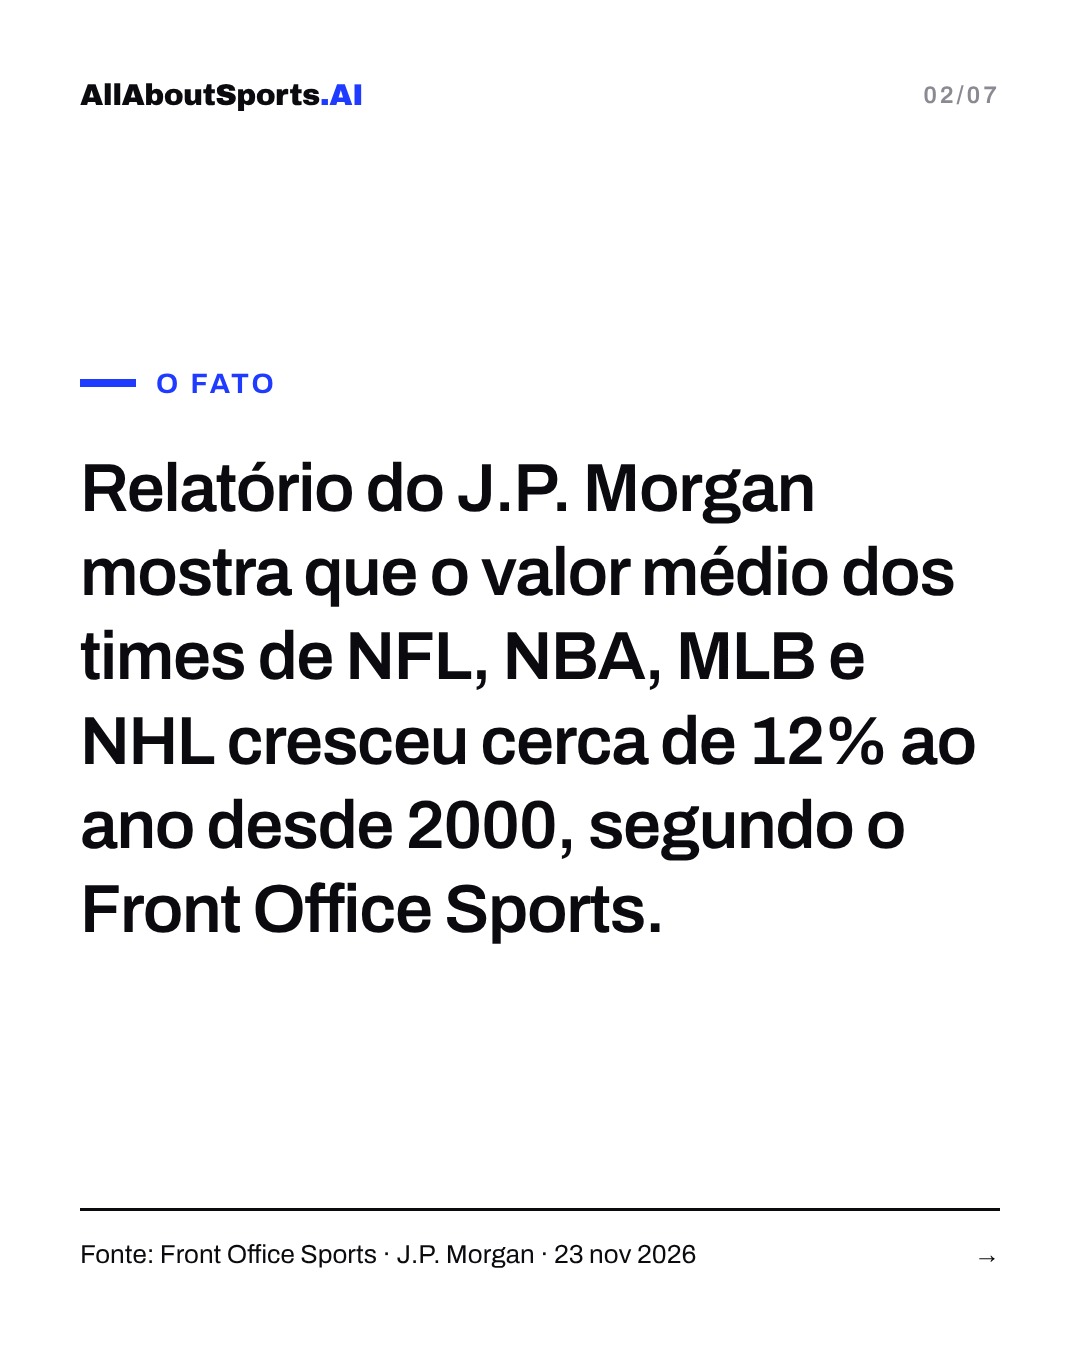 AllAboutSports.AI
02/07
O FATO
Relatório do J.P. Morgan
mostra que o valor médio dos
times de NFL, NBA, MLB e
NHL cresceu cerca de 12% ao
ano desde 2000, segundo o
Front Office Sports.
Fonte: Front Office Sports · J.P. Morgan · 23 nov 2026 →